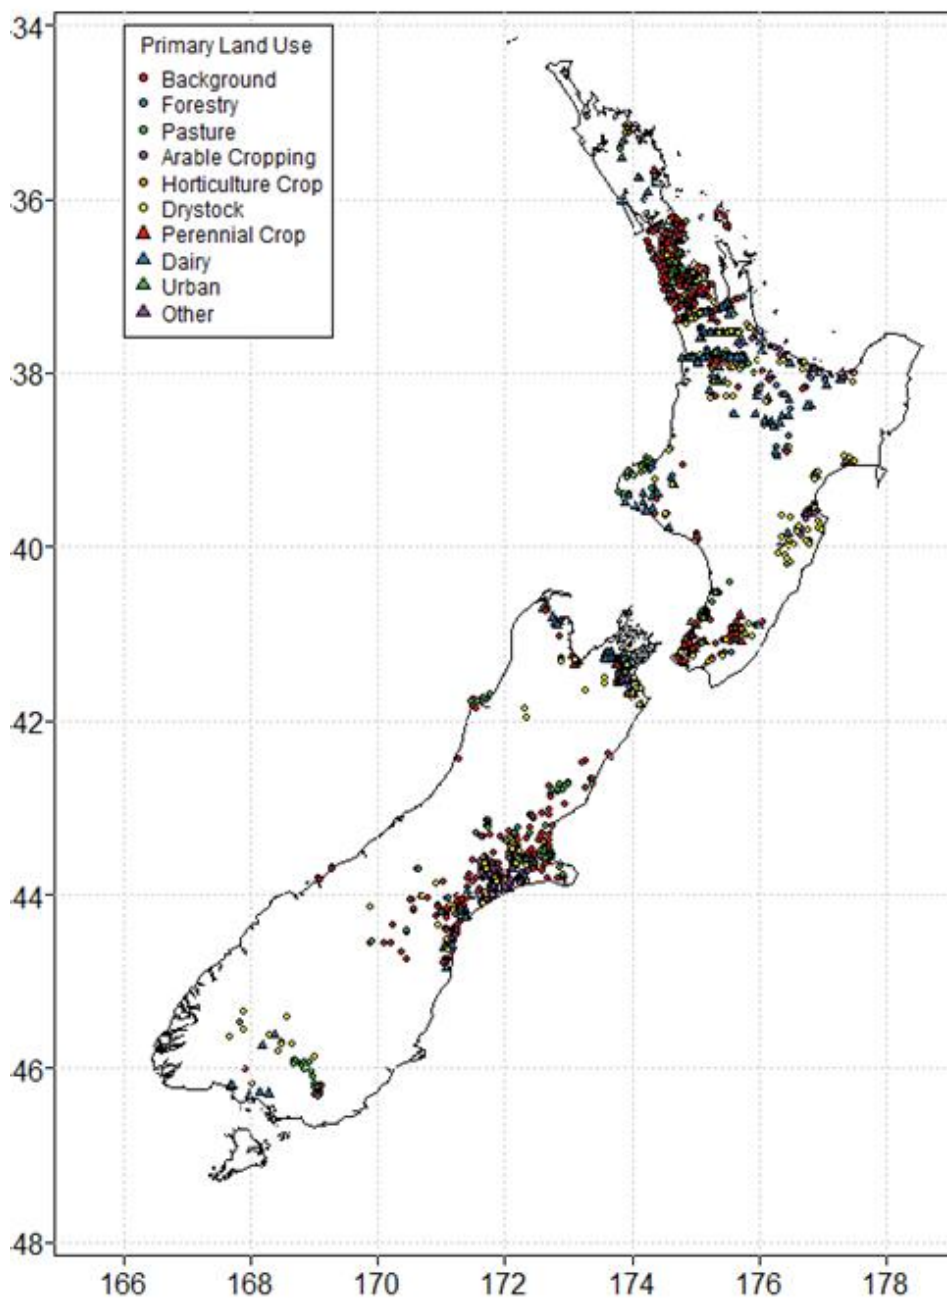 Primary Land Use
Background
Forestry
Pasture
Arable Cropping
Horticulture Crop
Drystock
Perennial Crop
Dairy
Urban
Other
34
36
38
40
42
44
46
48
166 168 170 172 174 176 178